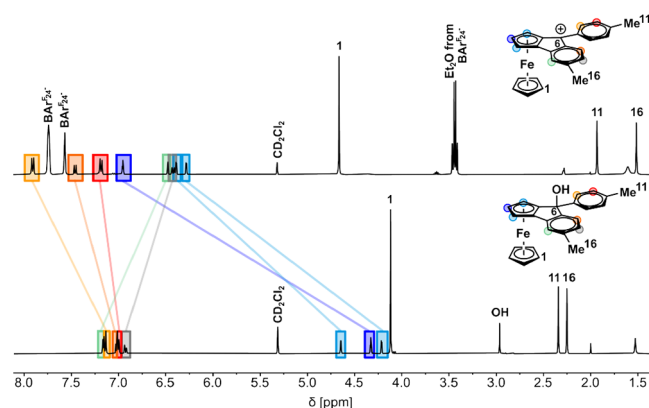 BArF24-
BArF24-
CD2Cl2
1
Et2O from
BArF24-
11
16
⊕
6
Me11
Fe
Me16
1
CD2Cl2
1
OH
11 16
OH
6
Me11
Fe
Me16
1
8.0 7.5 7.0 6.5 6.0 5.5 5.0 4.5 4.0 3.5 3.0 2.5 2.0 1.5
δ [ppm]